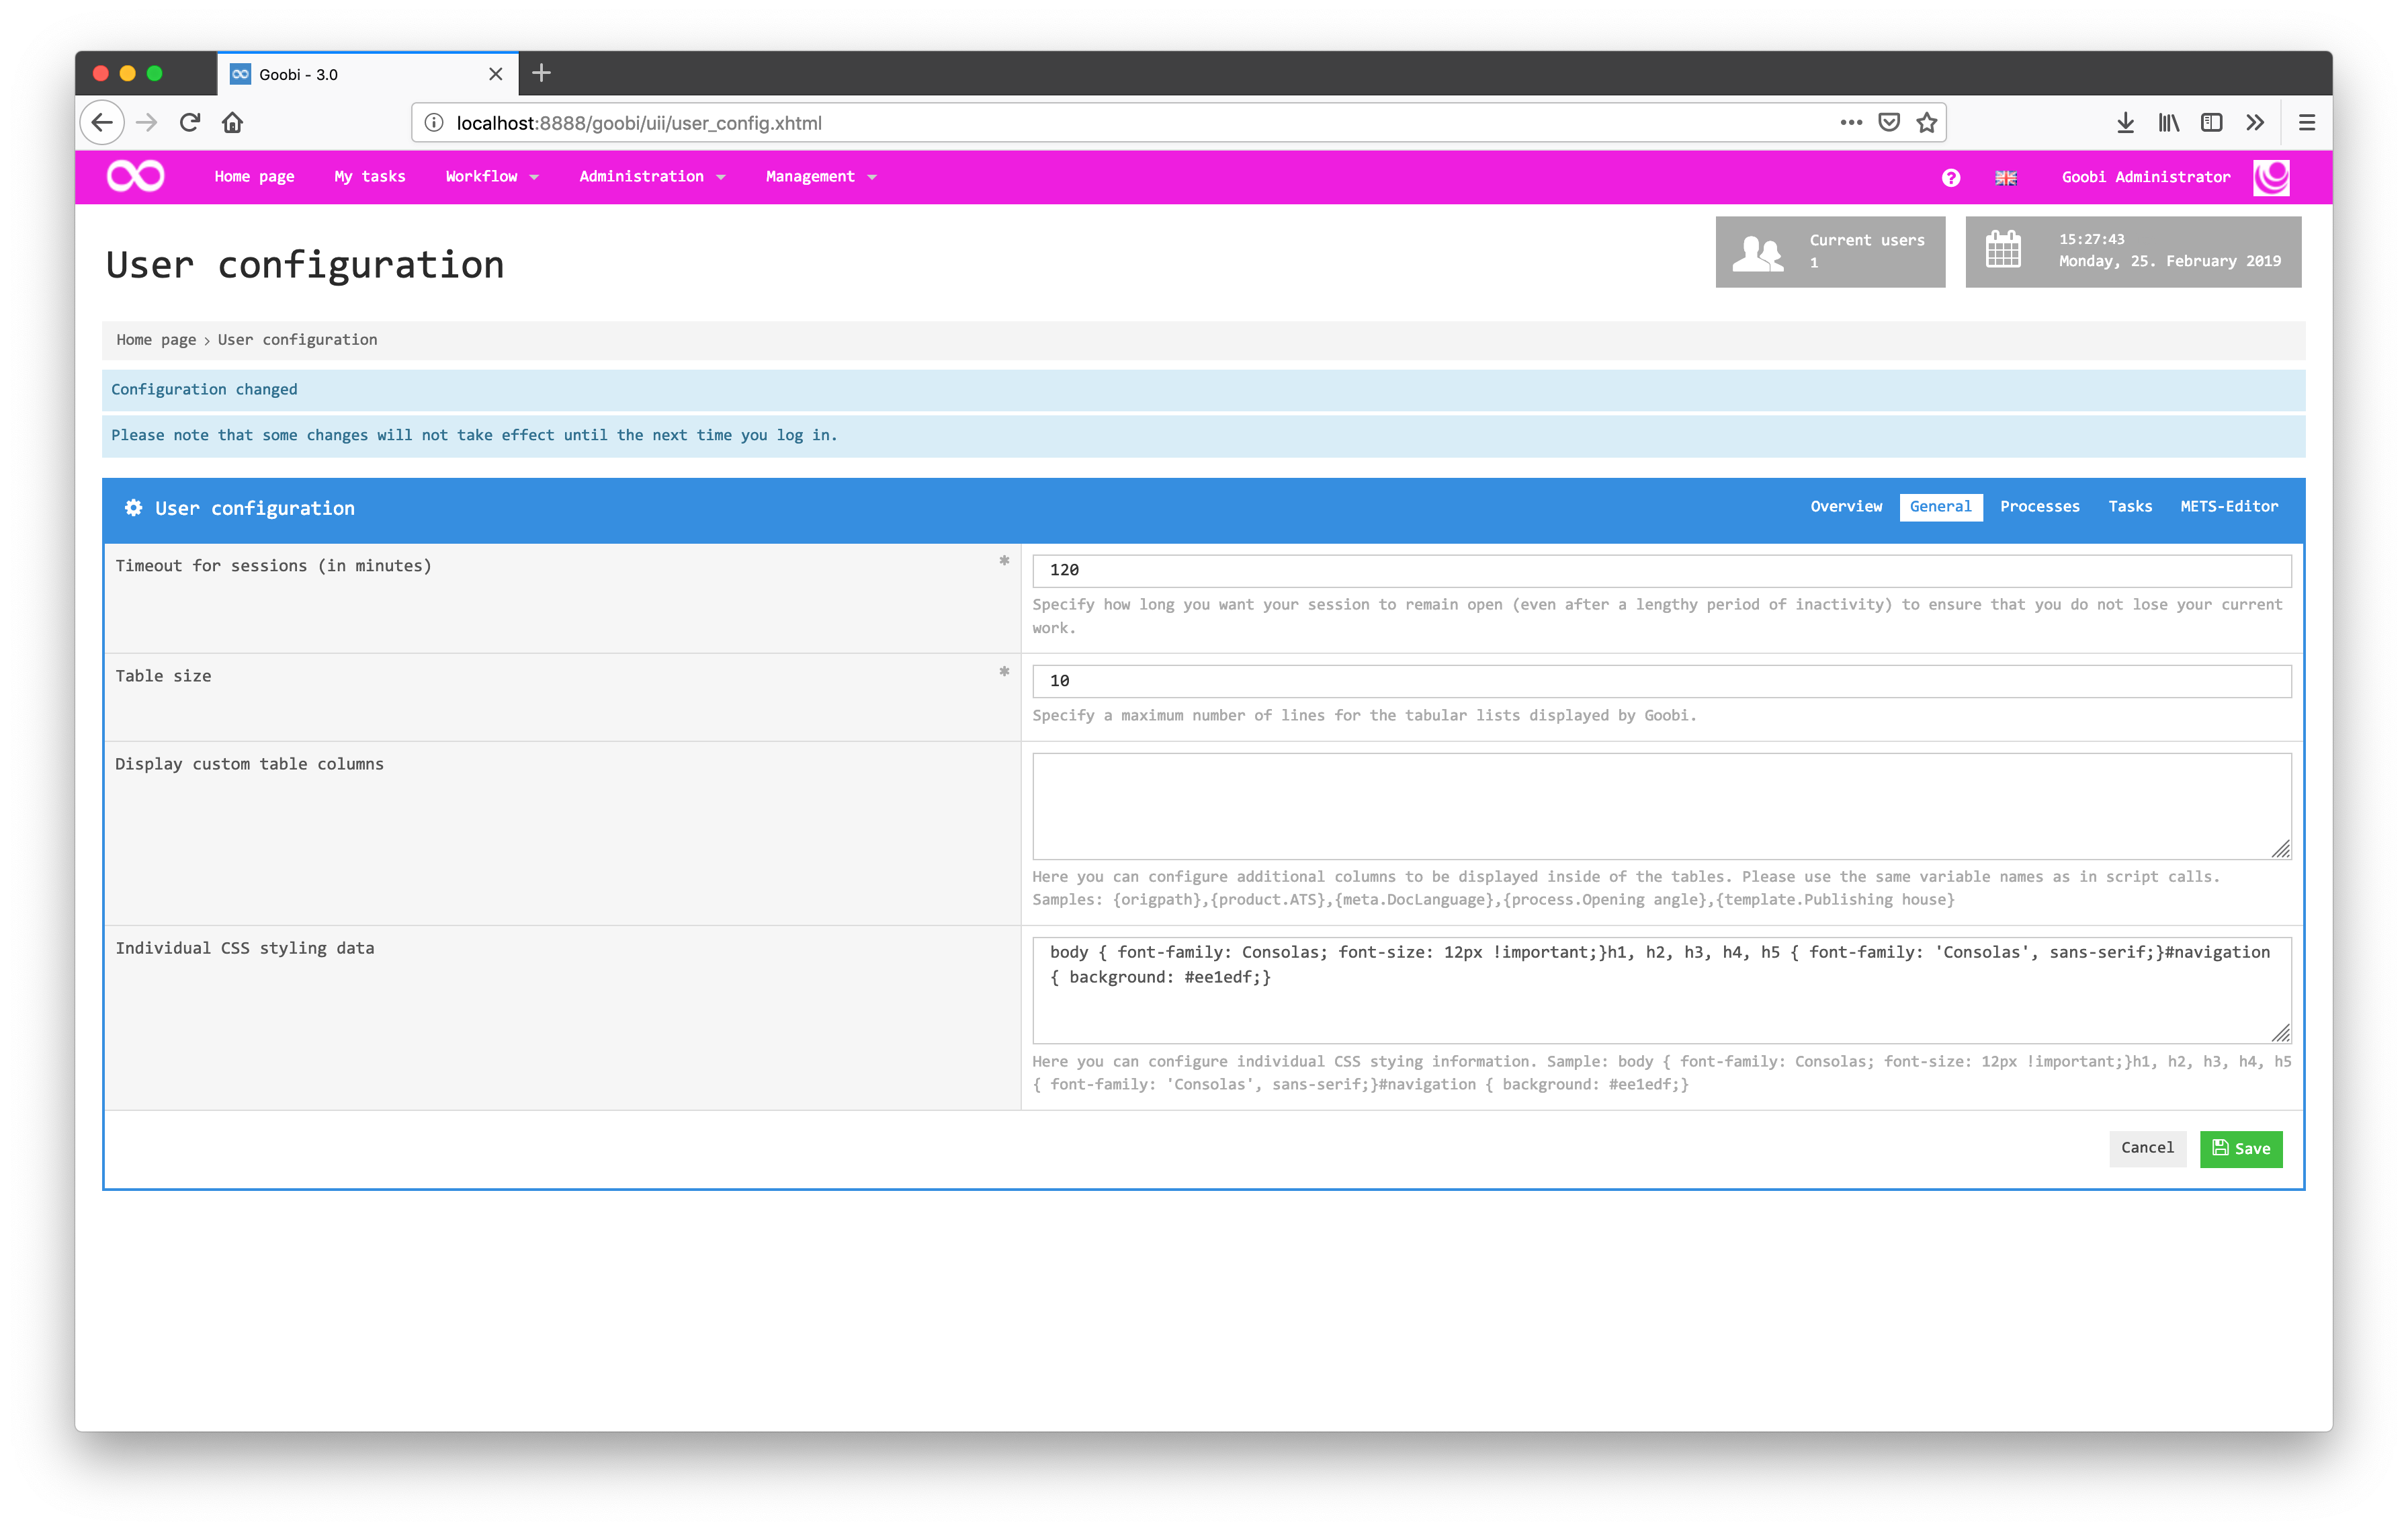 Goobi - 3.0
localhost:8888/goobi/uii/user_config.xhtml
Home page My tasks Workflow Administration Management Goobi Administrator
User configuration
Current users
1
15:27:43
Monday, 25. February 2019
Home page › User configuration
Configuration changed
Please note that some changes will not take effect until the next time you log in.
User configuration Overview General Processes Tasks METS-Editor
Timeout for sessions (in minutes) *
120
Specify how long you want your session to remain open (even after a lengthy period of inactivity) to ensure that you do not lose your current
work.
Table size *
10
Specify a maximum number of lines for the tabular lists displayed by Goobi.
Display custom table columns
Here you can configure additional columns to be displayed inside of the tables. Please use the same variable names as in script calls.
Samples: {origpath},{product.ATS},{meta.DocLanguage},{process.Opening angle},{template.Publishing house}
Individual CSS styling data
body { font-family: Consolas; font-size: 12px !important;}h1, h2, h3, h4, h5 { font-family: 'Consolas', sans-serif;}#navigation
{ background: #ee1edf;}
Here you can configure individual CSS stying information. Sample: body { font-family: Consolas; font-size: 12px !important;}h1, h2, h3, h4, h5
{ font-family: 'Consolas', sans-serif;}#navigation { background: #ee1edf;}
Cancel Save